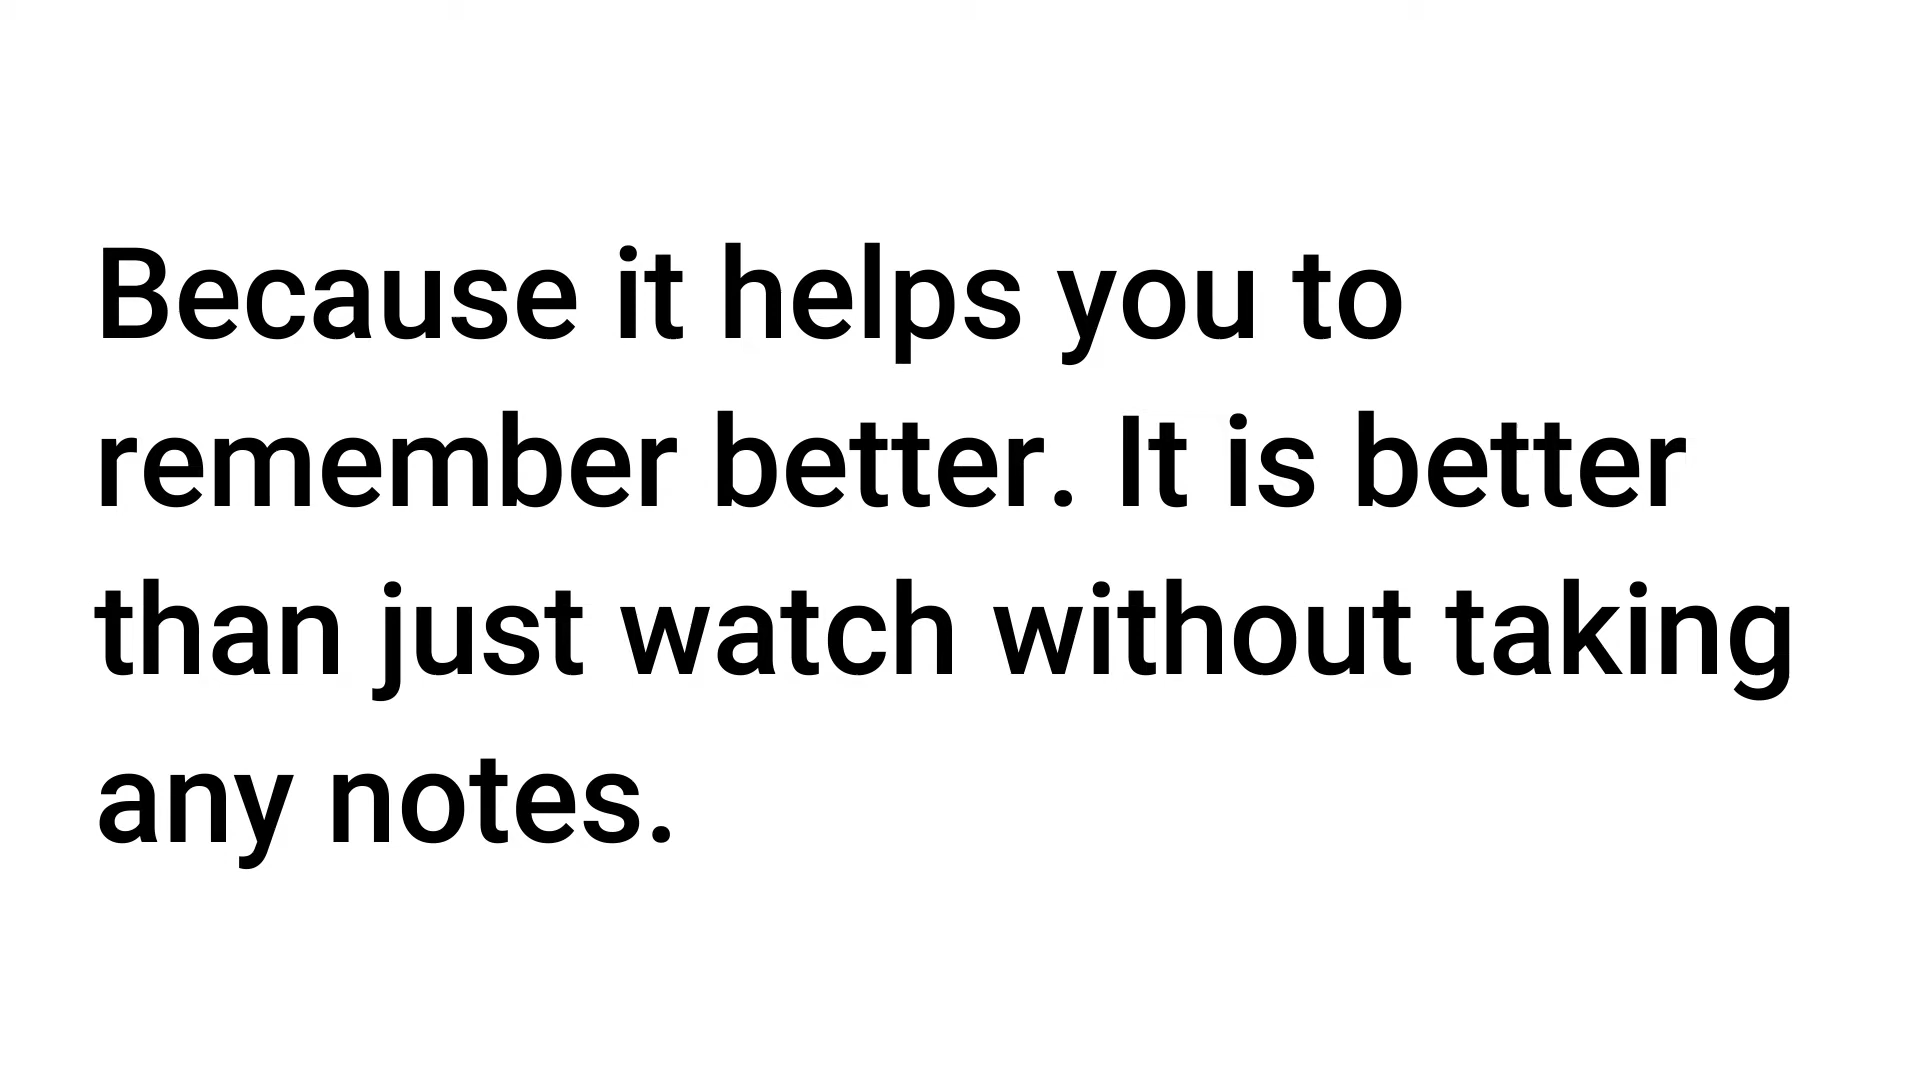 Because it helps you to
remember better. It is better
than just watch without taking
any notes.